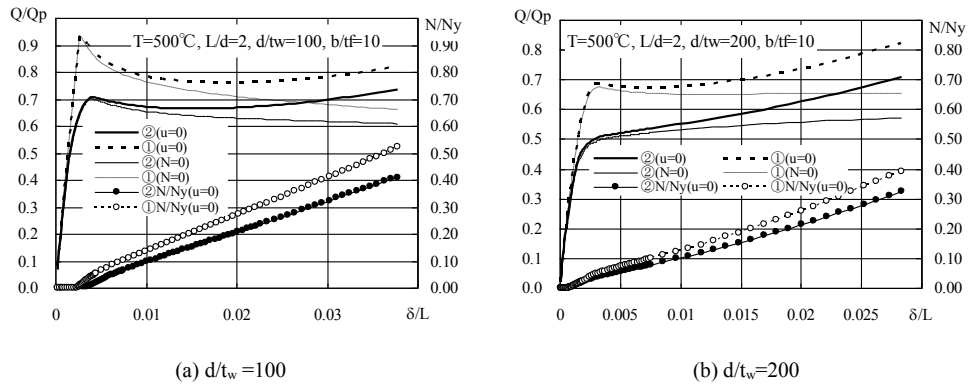 Q/Qp N/Ny
T=500℃, L/d=2, d/tw=100, b/tf=10
0.9 0.90
0.8 0.80
0.7 0.70
0.6 0.60
0.5 0.50
0.4 0.40
0.3 0.30
0.2 0.20
0.1 0.10
0.0 0.00
②(u=0)
①(u=0)
②(N=0)
①(N=0)
②N/Ny(u=0)
①N/Ny(u=0)
0 0.01 0.02 0.03 δ/L
(a) d/tw =100
Q/Qp N/Ny
T=500℃, L/d=2, d/tw=200, b/tf=10
0.8 0.80
0.7 0.70
0.6 0.60
0.5 0.50
0.4 0.40
0.3 0.30
0.2 0.20
0.1 0.10
0.0 0.00
②(u=0) ①(u=0)
②(N=0) ①(N=0)
②N/Ny(u=0) ①N/Ny(u=0)
0 0.005 0.01 0.015 0.02 0.025 δ/L
(b) d/tw=200